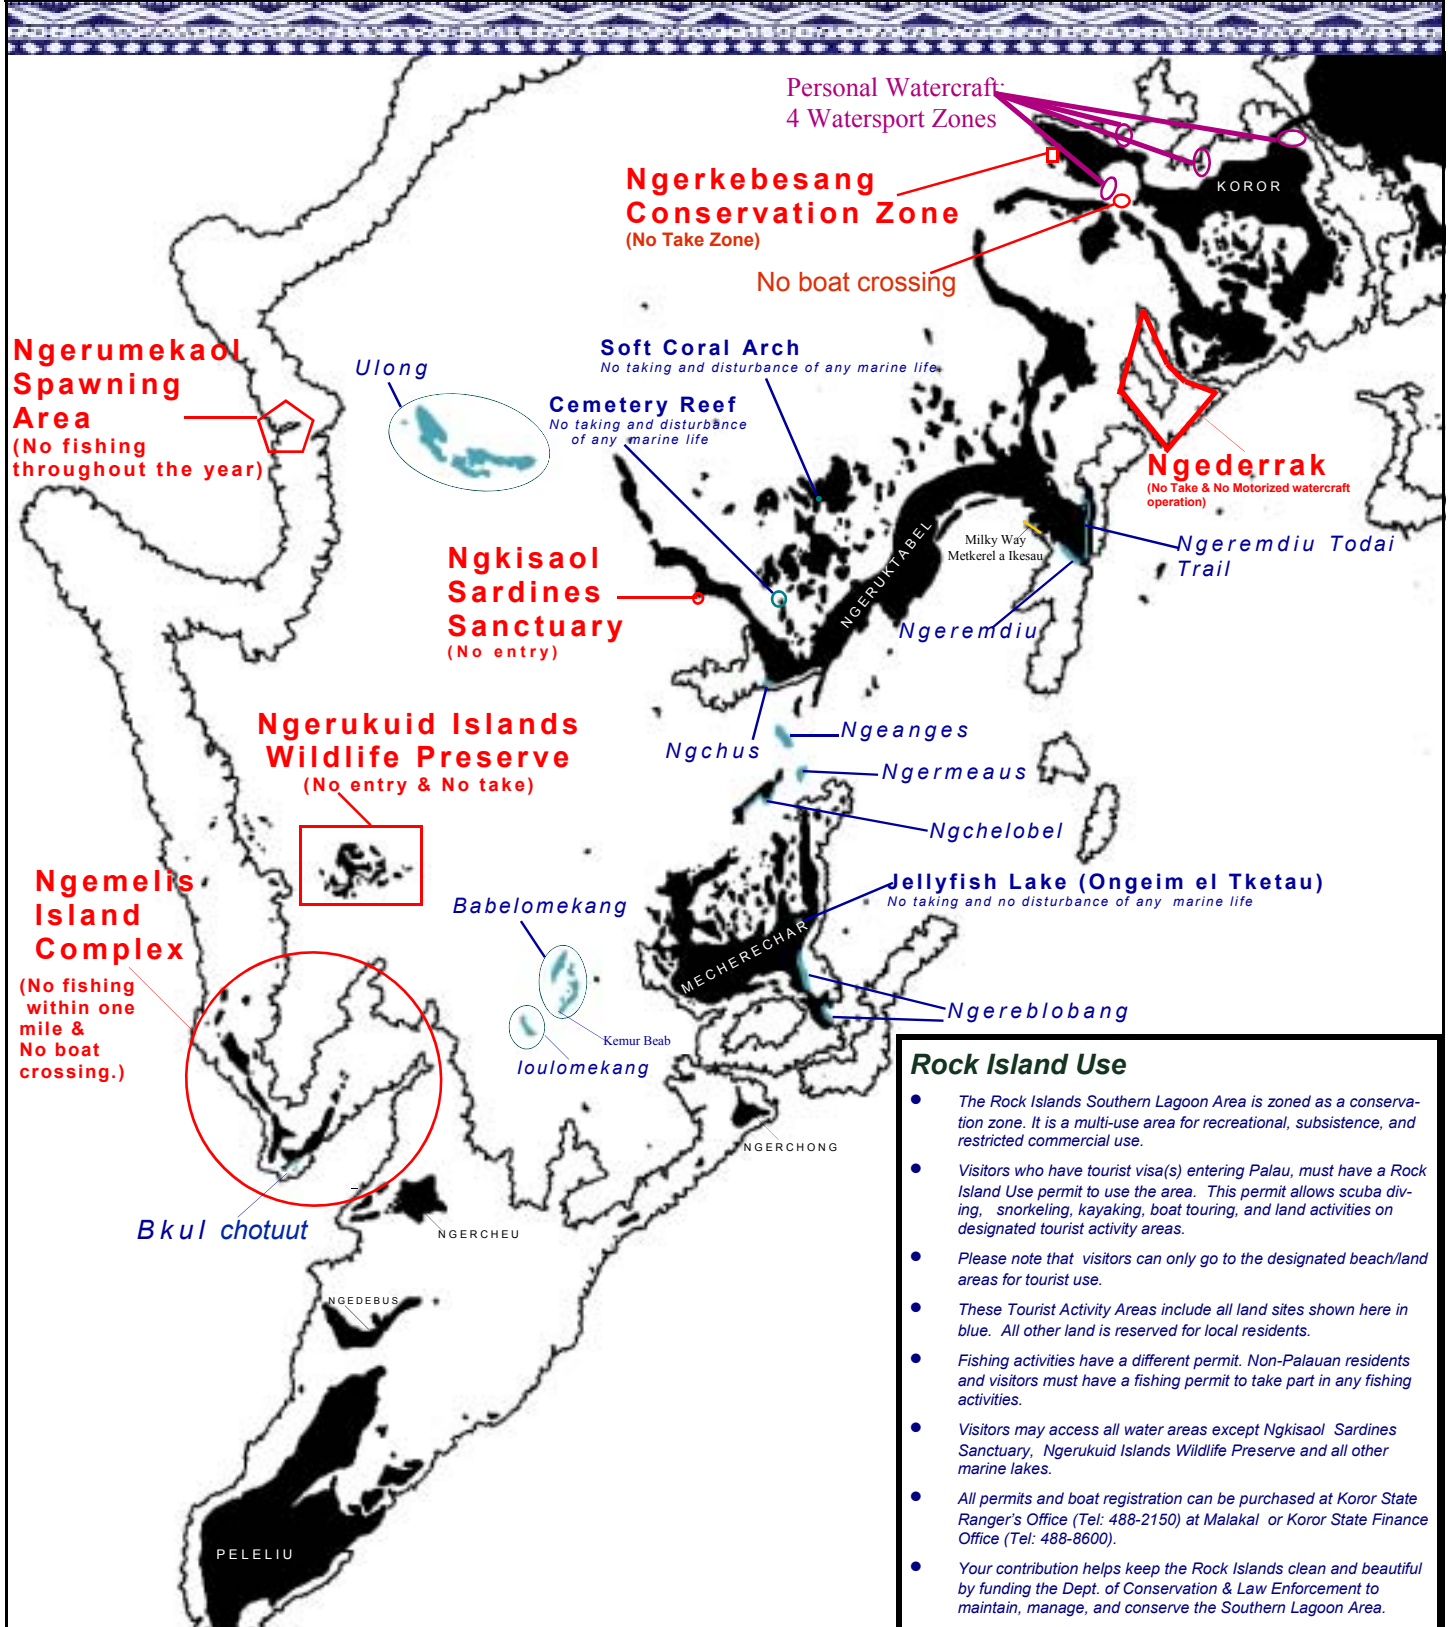 Personal Watercraft:
4 Watersport Zones
Ngerkebesang
Conservation Zone
(No Take Zone)
KOROR
No boat crossing
Ngerumekaol
Spawning
Area
(No fishing
throughout the year)
Ulong
Soft Coral Arch
No taking and disturbance of any marine life
Cemetery Reef
No taking and disturbance
of any marine life
Ngederrak
(No Take & No Motorized watercraft
operation)
Milky Way
Metkerel a Ikesau
Ngeremdiu Todai
Trail
NGERUKTABEL
Ngkisaol
Sardines
Sanctuary
(No entry)
Ngeremdiu
Ngerukuid Islands
Wildlife Preserve
(No entry & No take)
Ngchus
Ngeanges
Ngermeaus
Ngchelobel
Ngemelis
Island
Complex
(No fishing
within one
mile &
No boat
crossing.)
Jellyfish Lake (Ongeim el Tketau)
No taking and no disturbance of any marine life
Babelomekang
MECHERECHAR
Ngereblobang
Kemur Beab
Ioulomekang
NGERCHONG
Bkul chotuut
NGERCHEU
NGEDEBUS
PELELIU
Rock Island Use
● The Rock Islands Southern Lagoon Area is zoned as a conserva-
tion zone. It is a multi-use area for recreational, subsistence, and
restricted commercial use.
● Visitors who have tourist visa(s) entering Palau, must have a Rock
Island Use permit to use the area. This permit allows scuba div-
ing, snorkeling, kayaking, boat touring, and land activities on
designated tourist activity areas.
● Please note that visitors can only go to the designated beach/land
areas for tourist use.
● These Tourist Activity Areas include all land sites shown here in
blue. All other land is reserved for local residents.
● Fishing activities have a different permit. Non-Palauan residents
and visitors must have a fishing permit to take part in any fishing
activities.
● Visitors may access all water areas except Ngkisaol Sardines
Sanctuary, Ngerukuid Islands Wildlife Preserve and all other
marine lakes.
● All permits and boat registration can be purchased at Koror State
Ranger's Office (Tel: 488-2150) at Malakal or Koror State Finance
Office (Tel: 488-8600).
● Your contribution helps keep the Rock Islands clean and beautiful
by funding the Dept. of Conservation & Law Enforcement to
maintain, manage, and conserve the Southern Lagoon Area.